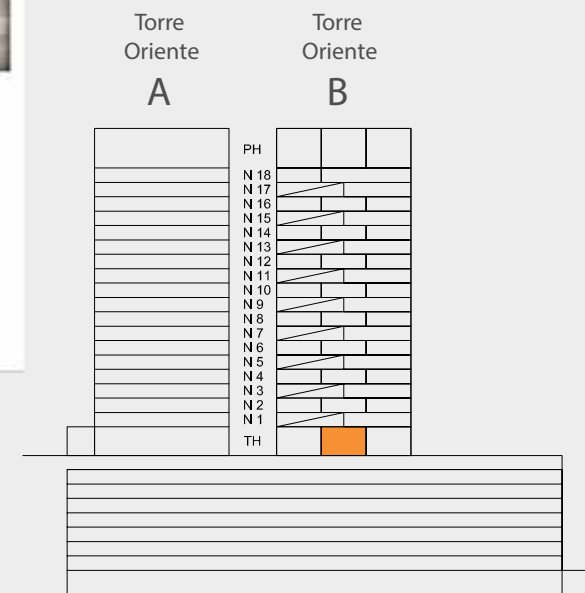 Torre
Oriente
A
Torre
Oriente
B
PH
N 18
N 17
N 16
N 15
N 14
N 13
N 12
N 11
N 10
N 9
N 8
N 7
N 6
N 5
N 4
N 3
N 2
N 1
TH